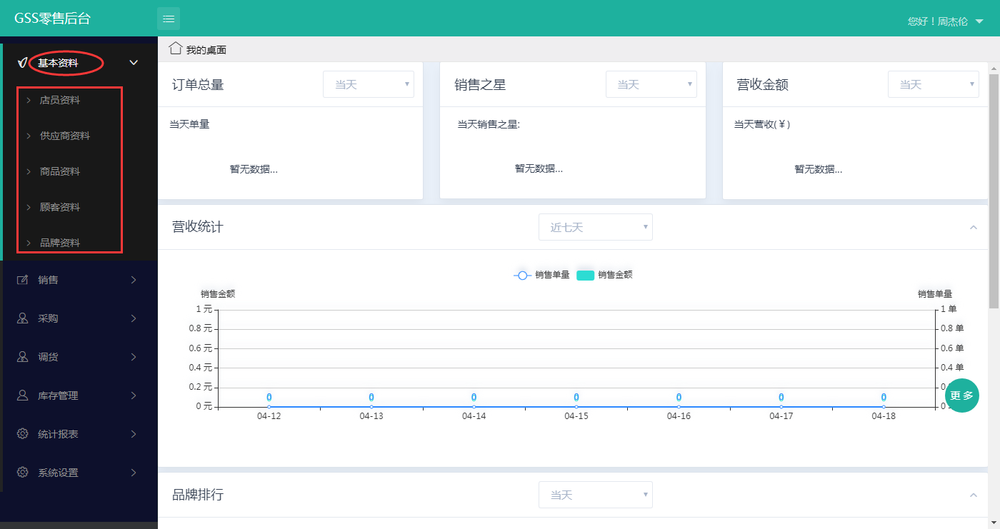 GSS零售后台
您好！周杰伦
基本资料
店员资料
供应商资料
商品资料
顾客资料
品牌资料
销售
采购
调货
库存管理
统计报表
系统设置
我的桌面
订单总量 当天
当天单量
暂无数据...
销售之星 当天
当天销售之星:
暂无数据...
营收金额 当天
当天营收(￥)
暂无数据...
营收统计 近七天
销售单量 销售金额
销售金额 销售单量
1 元 1 单
0.8 元 0.8 单
0.6 元 0.6 单
0.4 元 0.4 单
0.2 元
0 元
0 0 0 0 0 0 0
04-12 04-13 04-14 04-15 04-16 04-17 04-18
更多
品牌排行 当天